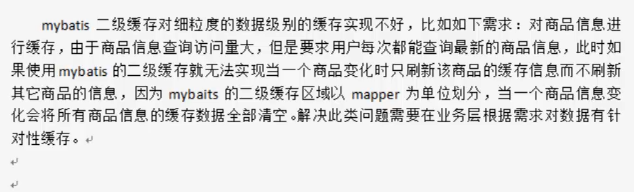 mybatis 二级缓存对细粒度的数据级别的缓存实现不好，比如如下需求：对商品信息进
行缓存，由于商品信息查询访问量大，但是要求用户每次都能查询最新的商品信息，此时如
果使用 mybatis 的二级缓存就无法实现当一个商品变化时只刷新该商品的缓存信息而不刷新
其它商品的信息，因为 mybaits 的二级缓存区域以 mapper 为单位划分，当一个商品信息变
化会将所有商品信息的缓存数据全部清空。解决此类问题需要在业务层根据需求对数据有针
对性缓存。